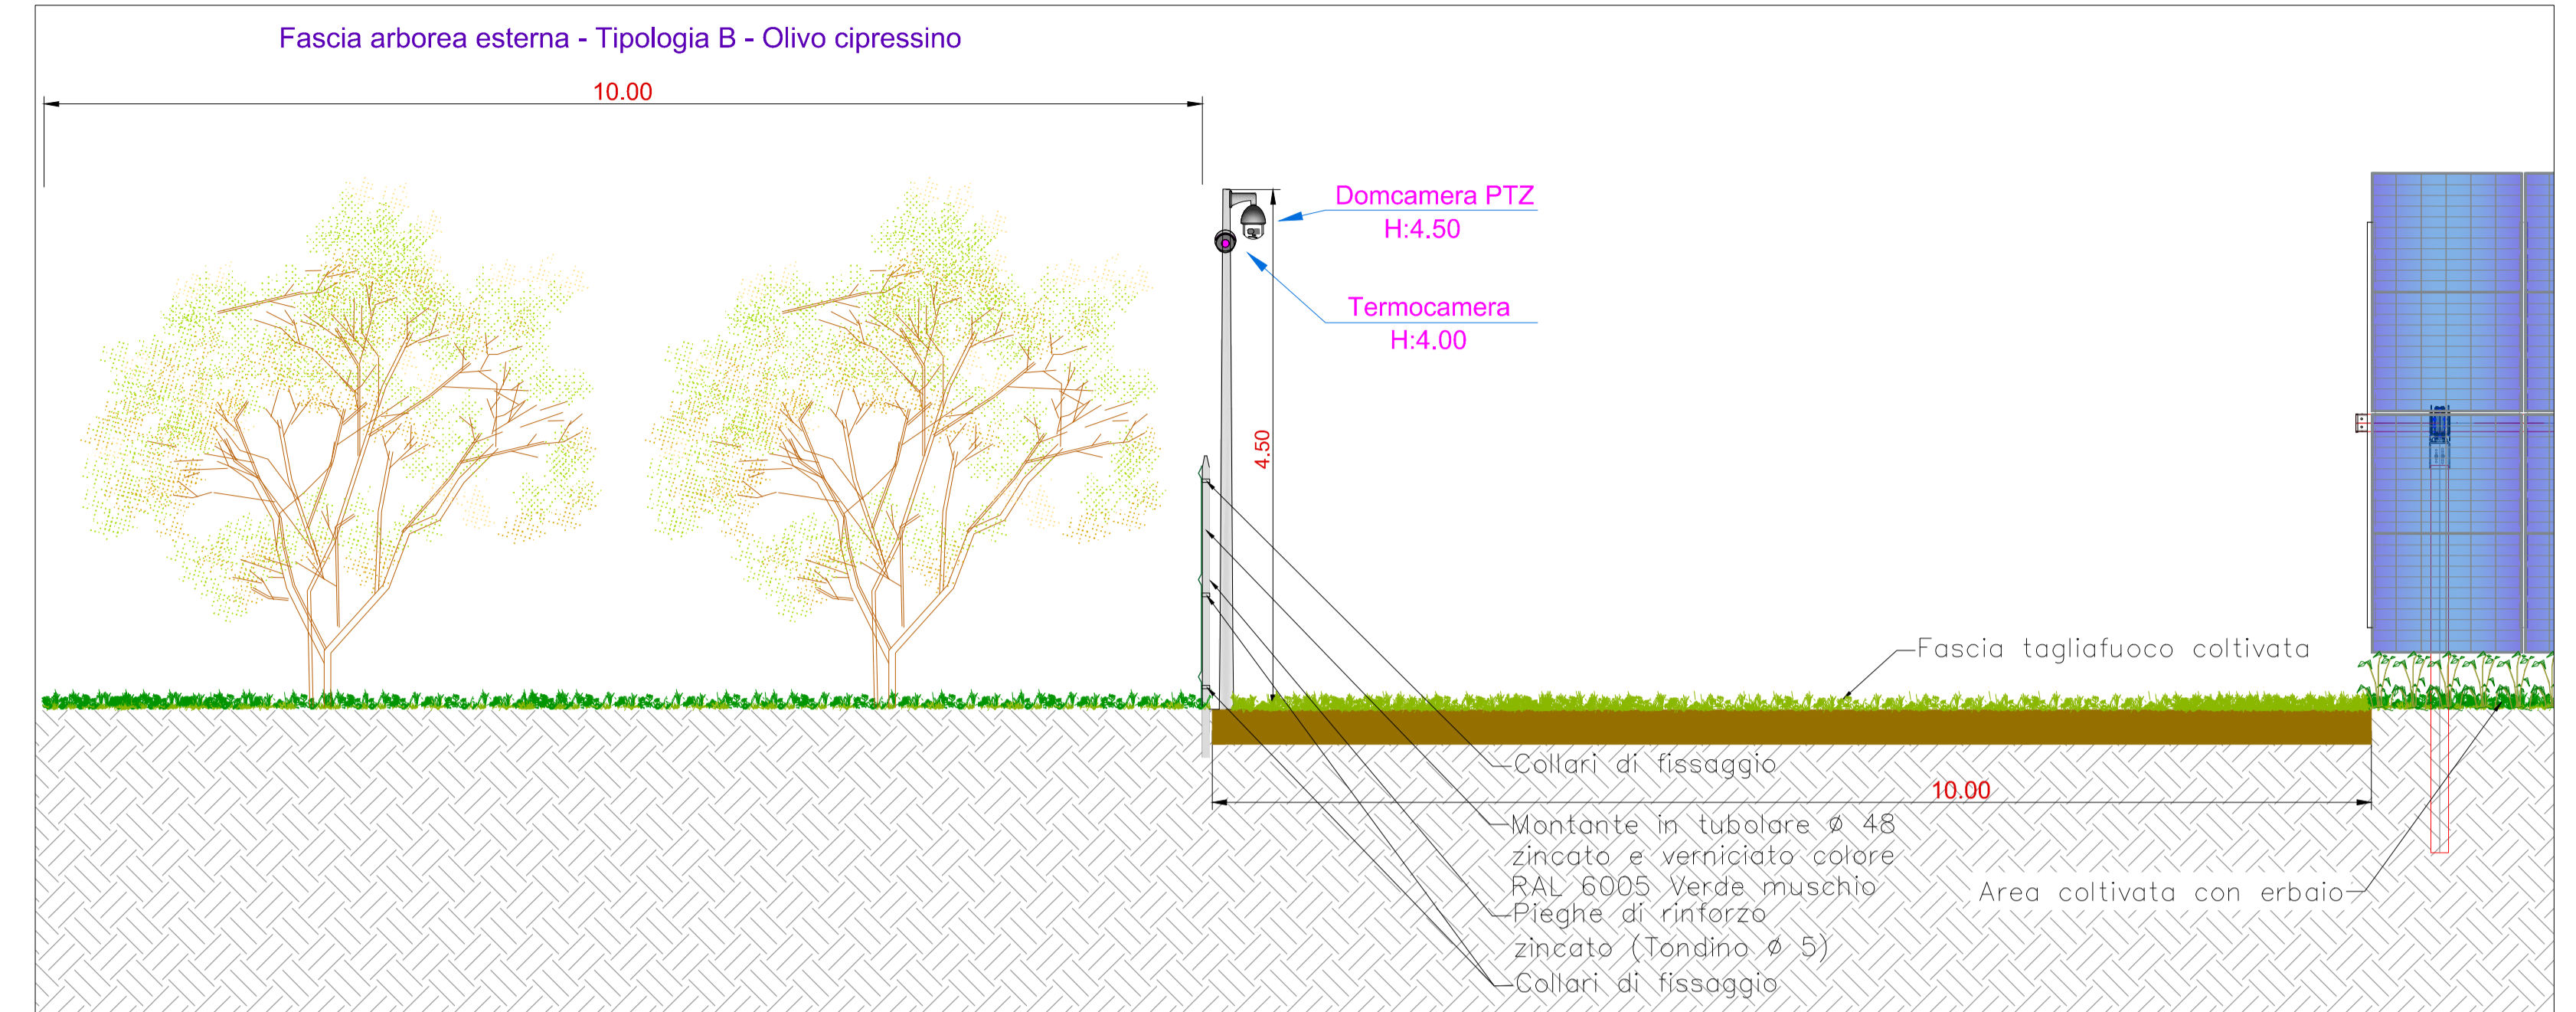 Fascia arborea esterna - Tipologia B - Olivo cipressino
10.00
Domcamera PTZ
H:4.50
Termocamera
H:4.00
4.50
Fascia tagliafuoco coltivata
Collari di fissaggio
10.00
Montante in tubolare ø 48
zincato e verniciato colore
RAL 6005 Verde muschio
Pieghe di rinforzo
zincato (Tondino ø 5)
Collari di fissaggio
Area coltivata con erbaio